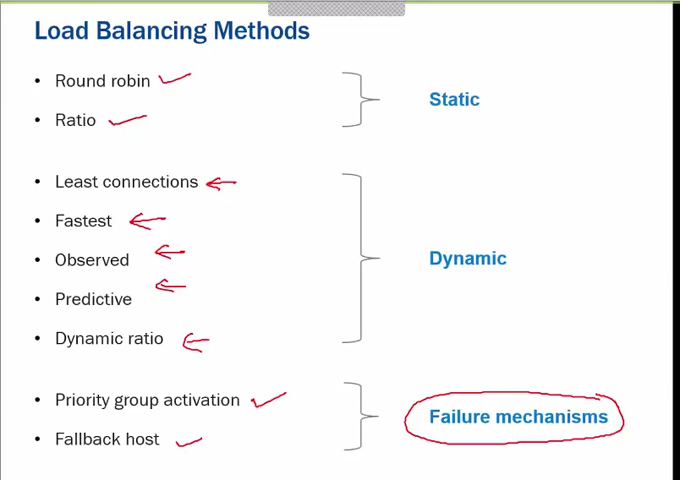 Load Balancing Methods
• Round robin
• Ratio
Static
• Least connections
• Fastest
• Observed
• Predictive
• Dynamic ratio
Dynamic
• Priority group activation
• Fallback host
Failure mechanisms